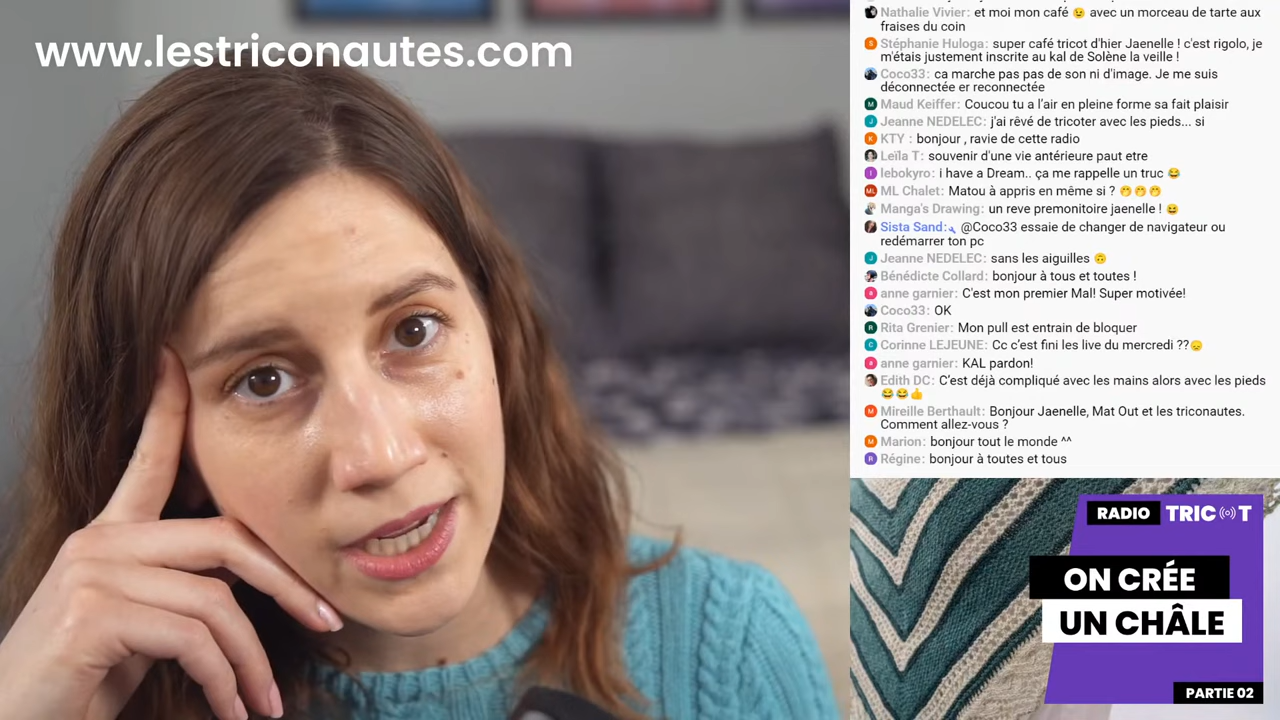 www.lestriconautes.com
Nathalie Vivier: et moi mon café 😉 avec un morceau de tarte aux
fraises du coin
Stéphanie Huloga: super café tricot d'hier Jaenelle ! c'est rigolo, je
m'étais justement inscrite au kal de Solène la veille !
Coco33: ca marche pas pas de son ni d'image. Je me suis
déconnectée er reconnectée
M Maud Keiffer: Coucou tu a l'air en pleine forme sa fait plaisir
J Jeanne NEDELEC: j'ai rêvé de tricoter avec les pieds... si
K KTY : bonjour , ravie de cette radio
Leïla T: souvenir d'une vie antérieure paut etre
l lebokyro: i have a Dream.. ça me rappelle un truc 😂
ML ML Chalet: Matou à appris en même si ? 🤭🤭🤭
Manga's Drawing: un reve premonitoire jaenelle ! 😆
Sista Sand: @Coco33 essaie de changer de navigateur ou
redémarrer ton pc
J Jeanne NEDELEC: sans les aiguilles 🙃
Bénédicte Collard: bonjour à tous et toutes !
a anne garnier: C'est mon premier Mal! Super motivée!
Coco33: OK
R Rita Grenier: Mon pull est entrain de bloquer
C Corinne LEJEUNE: Cc c'est fini les live du mercredi ??😞
a anne garnier: KAL pardon!
Edith DC: C'est déjà compliqué avec les mains alors avec les pieds
😂😂👍
M Mireille Berthault: Bonjour Jaenelle, Mat Out et les triconautes.
Comment allez-vous ?
M Marion: bonjour tout le monde ^^
R Régine: bonjour à toutes et tous
RADIO TRICOT
ON CRÉE
UN CHÂLE
PARTIE 02